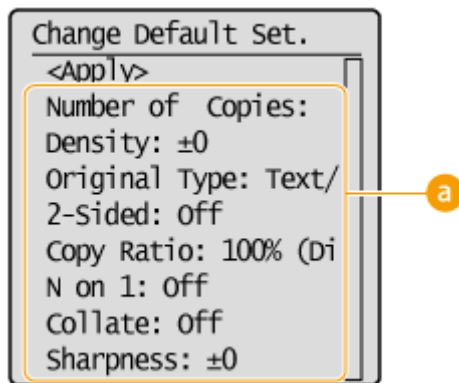 Change Default Set.
<Apply>
Number of Copies:
Density: ±0
Original Type: Text/
2-Sided: Off
Copy Ratio: 100% (Di
N on 1: Off
Collate: Off
Sharpness: ±0
a